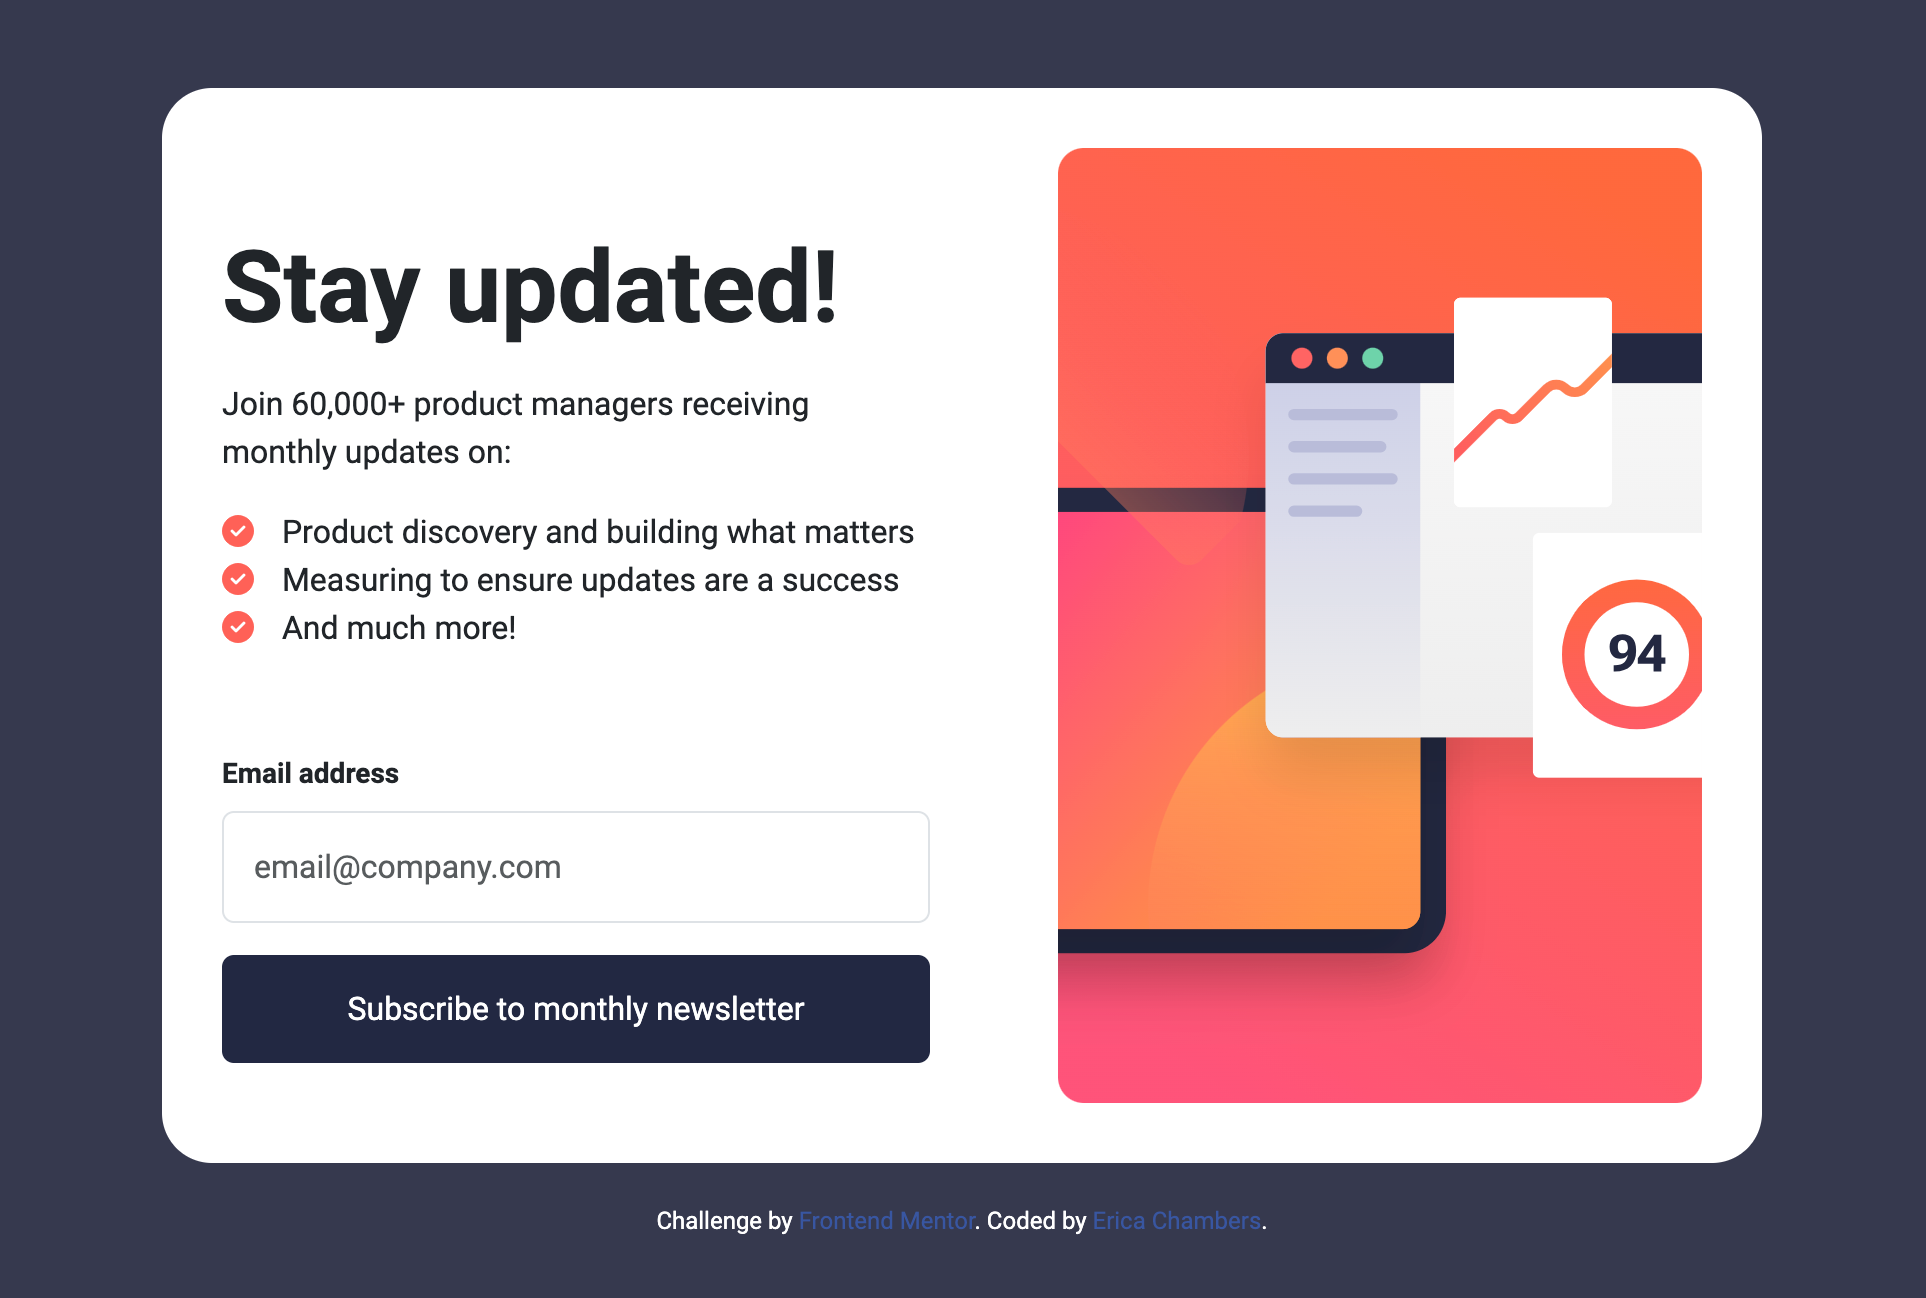 Stay updated!
Join 60,000+ product managers receiving
monthly updates on:
Product discovery and building what matters
Measuring to ensure updates are a success
And much more!
Email address
email@company.com
Subscribe to monthly newsletter
94
Challenge by Frontend Mentor. Coded by Erica Chambers.